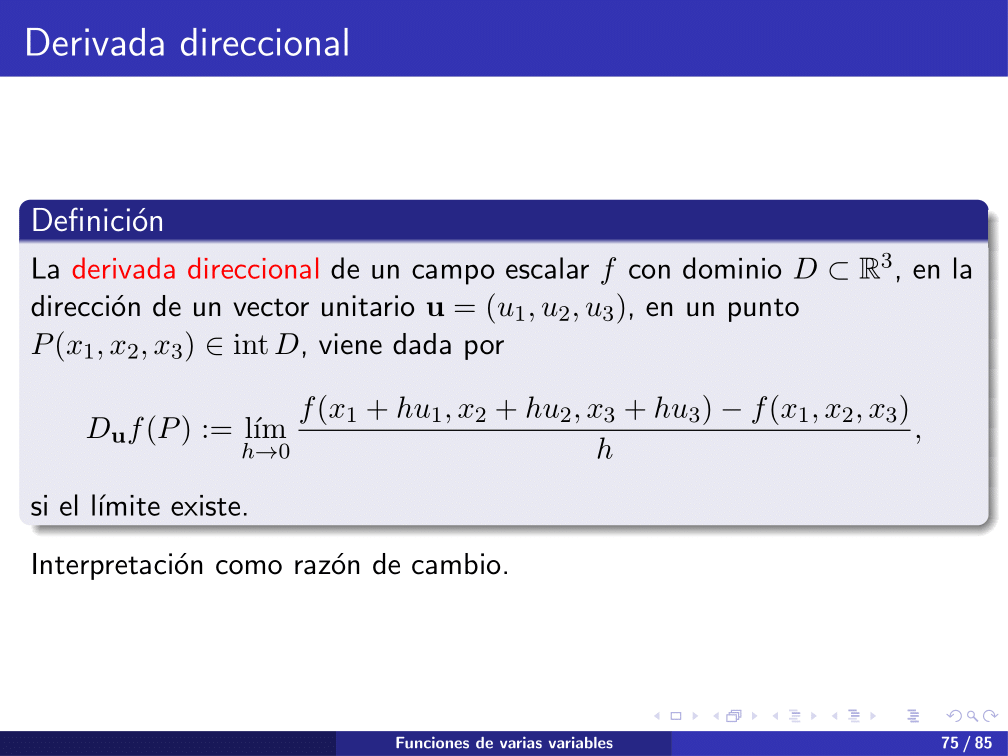 Derivada direccional
Definición
La derivada direccional de un campo escalar f con dominio D ⊂ ℝ³, en la
dirección de un vector unitario u = (u₁, u₂, u₃), en un punto
P(x₁, x₂, x₃) ∈ int D, viene dada por
D_u f(P) := lím_{h→0} \frac{f(x₁ + hu₁, x₂ + hu₂, x₃ + hu₃) − f(x₁, x₂, x₃)}{h},
si el límite existe.
Interpretación como razón de cambio.
Funciones de varias variables 75 / 85